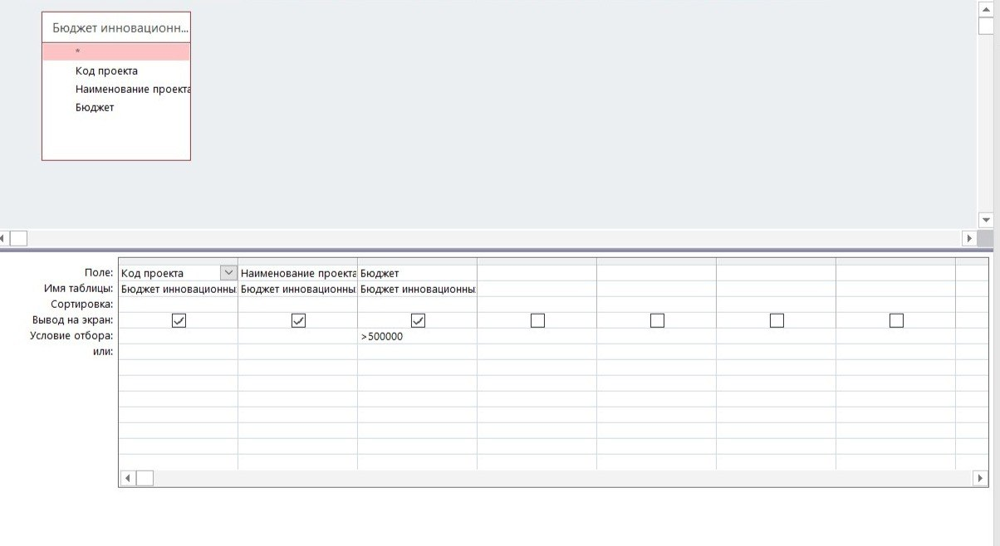 Бюджет инновационн...
*
Код проекта
Наименование проекта
Бюджет
Поле: Код проекта Наименование проекта Бюджет
Имя таблицы: Бюджет инновационны Бюджет инновационны Бюджет инновационны
Сортировка:
Вывод на экран:
Условие отбора: >500000
или: